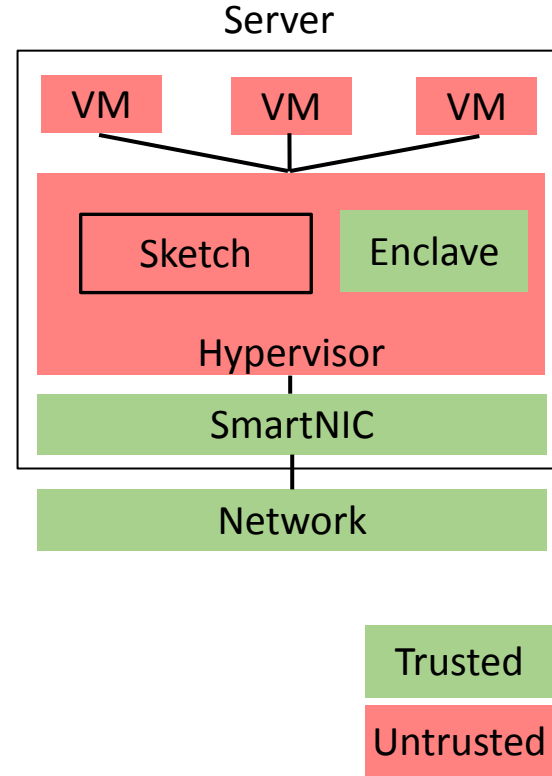 Server
VM VM VM
Sketch Enclave
Hypervisor
SmartNIC
Network
Trusted
Untrusted